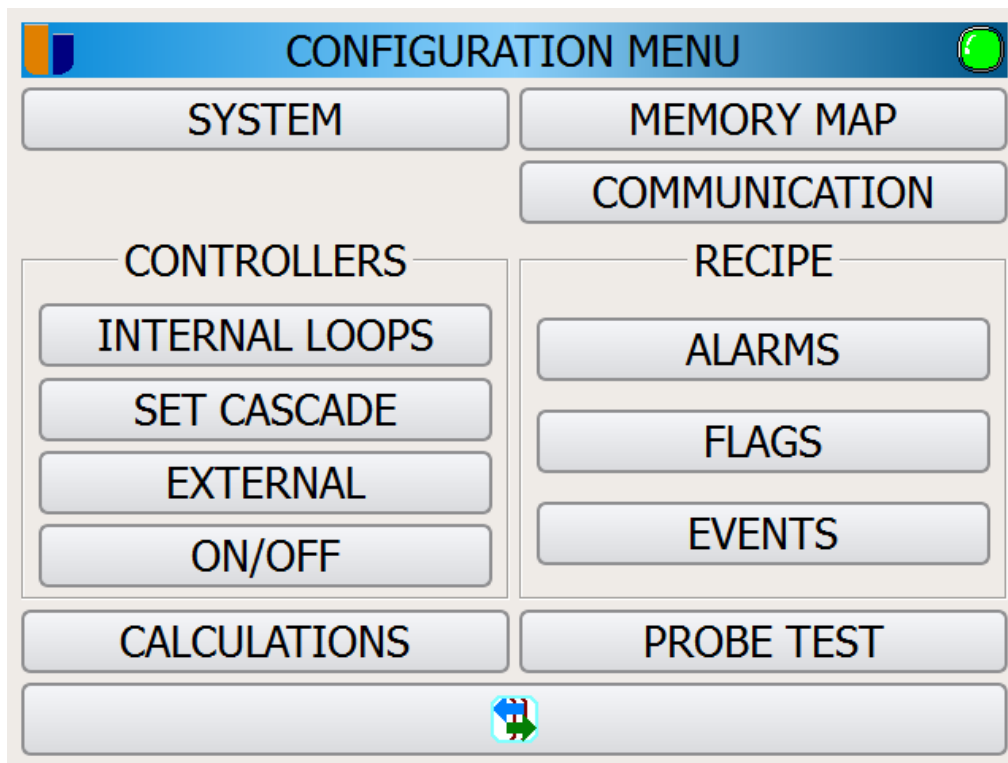 CONFIGURATION MENU
SYSTEM
MEMORY MAP
COMMUNICATION
CONTROLLERS
INTERNAL LOOPS
SET CASCADE
EXTERNAL
ON/OFF
RECIPE
ALARMS
FLAGS
EVENTS
CALCULATIONS
PROBE TEST